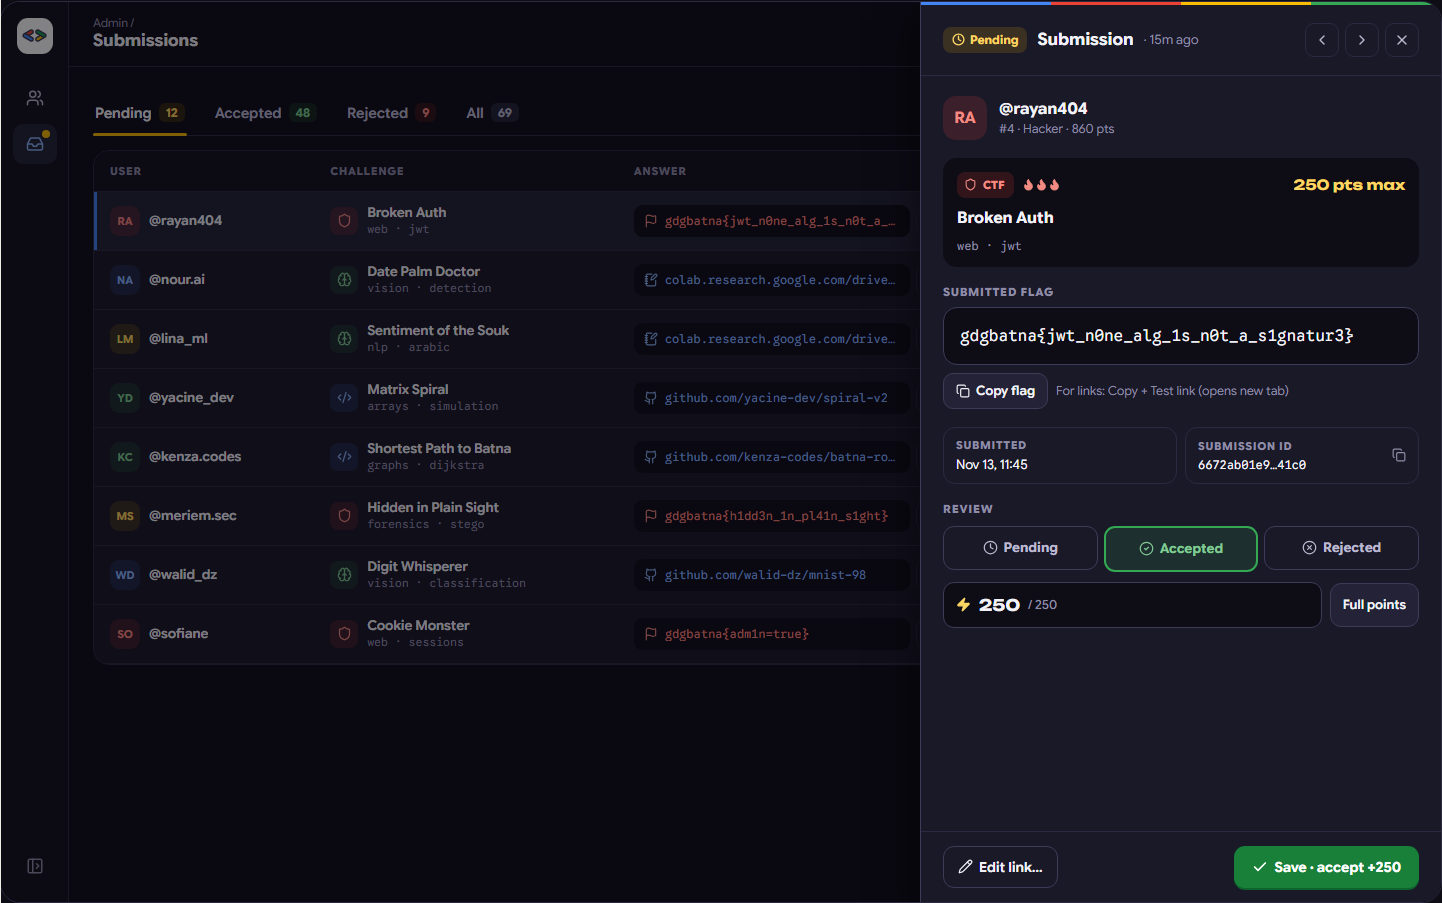 Admin /
Submissions
Pending 12
Accepted 48
Rejected 9
All 69
USER CHALLENGE ANSWER
RA @rayan404 Broken Auth gdgbatna{jwt_n0ne_alg_1s_n0t_a_…
web · jwt
NA @nour.ai Date Palm Doctor colab.research.google.com/drive…
vision · detection
LM @lina_ml Sentiment of the Souk colab.research.google.com/drive…
nlp · arabic
YD @yacine_dev Matrix Spiral github.com/yacine-dev/spiral-v2
arrays · simulation
KC @kenza.codes Shortest Path to Batna github.com/kenza-codes/batna-ro…
graphs · dijkstra
MS @meriem.sec Hidden in Plain Sight gdgbatna{h1dd3n_1n_pl41n_s1ght}
forensics · stego
WD @walid_dz Digit Whisperer github.com/walid-dz/mnist-98
vision · classification
SO @sofiane Cookie Monster gdgbatna{adm1n=true}
web · sessions
Pending Submission · 15m ago
RA @rayan404
#4 · Hacker · 860 pts
CTF 250 pts max
Broken Auth
web · jwt
SUBMITTED FLAG
gdgbatna{jwt_n0ne_alg_1s_n0t_a_s1gnatur3}
Copy flag For links: Copy + Test link (opens new tab)
SUBMITTED
Nov 13, 11:45
SUBMISSION ID
6672ab01e9…41c0
REVIEW
Pending Accepted Rejected
250 / 250 Full points
Edit link… Save · accept +250